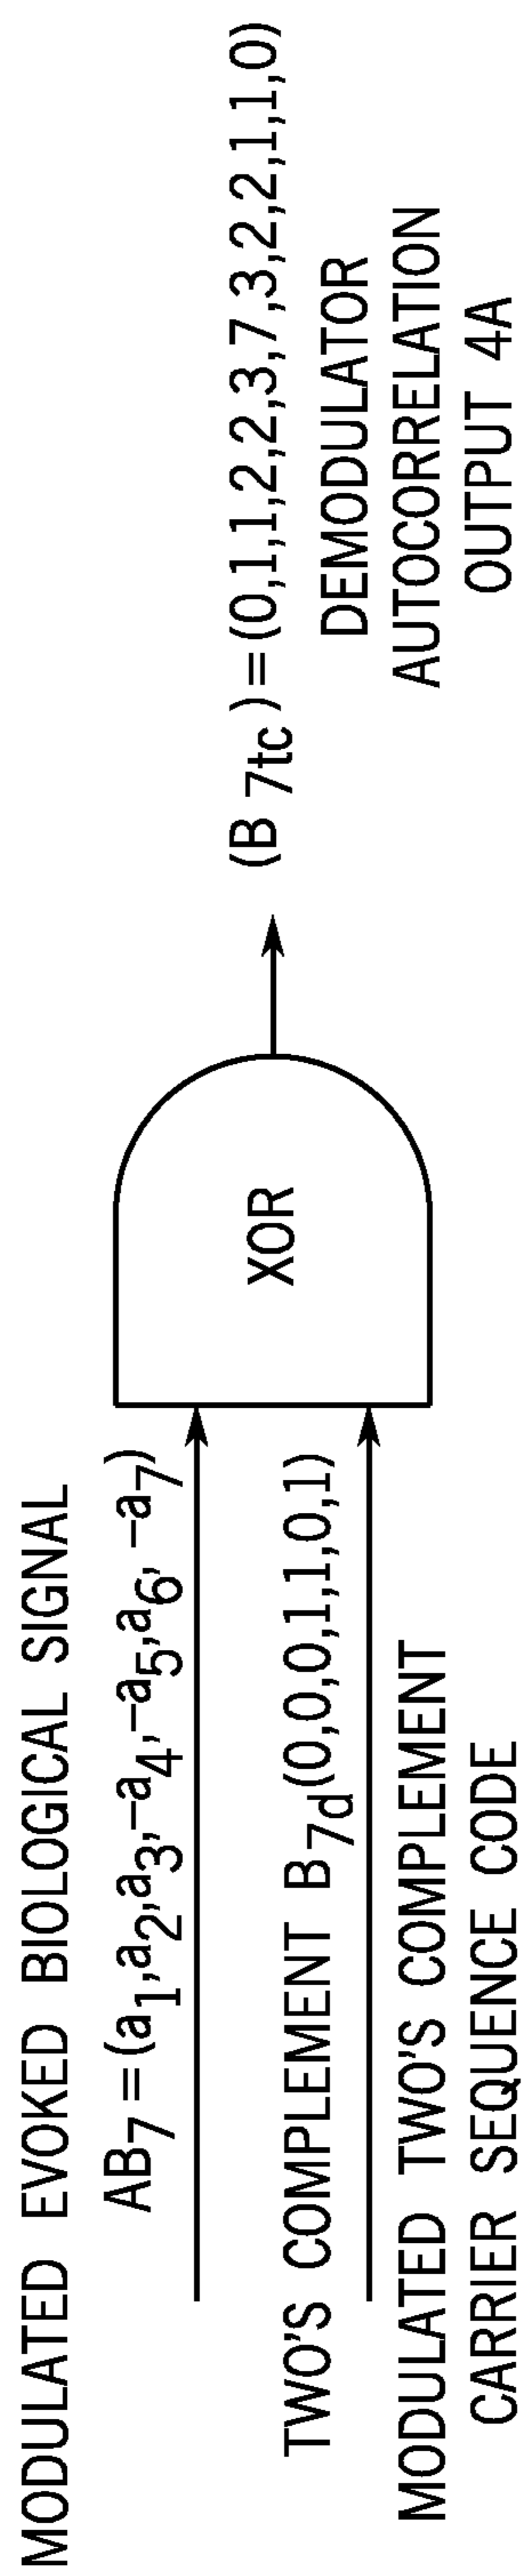 MODULATED EVOKED BIOLOGICAL SIGNAL
AB7=(a1,a2,a3,−a4,−a5,a6, −a7)
TWO'S COMPLEMENT B7d(0,0,0,1,1,0,1)
MODULATED TWO'S COMPLEMENT
CARRIER SEQUENCE CODE
XOR
(B 7tc)=(0,1,1,2,2,3,7,3,2,2,1,1,0)
DEMODULATOR
AUTOCORRELATION
OUTPUT 4A